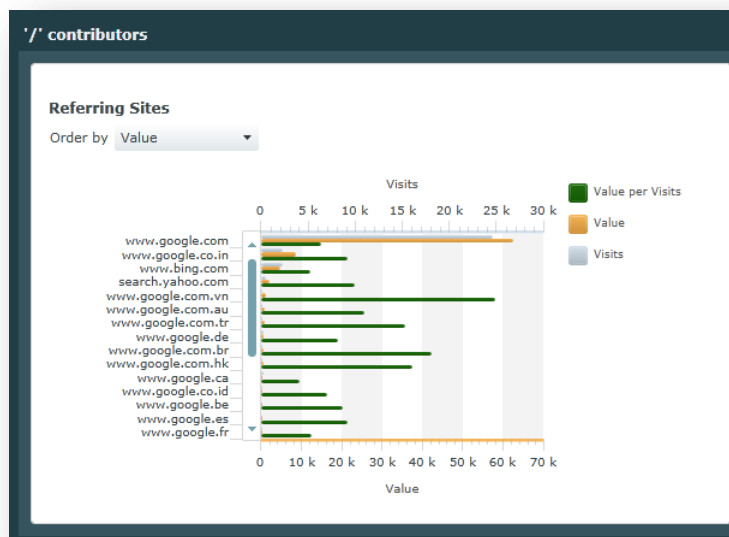 '/' contributors
Referring Sites
Order by Value
Visits
0 5 k 10 k 15 k 20 k 25 k 30 k
Value per Visits
Value
Visits
www.google.com
www.google.co.in
www.bing.com
search.yahoo.com
www.google.com.vn
www.google.com.au
www.google.com.tr
www.google.de
www.google.com.br
www.google.com.hk
www.google.ca
www.google.co.id
www.google.be
www.google.es
www.google.fr
0 10 k 20 k 30 k 40 k 50 k 60 k 70 k
Value